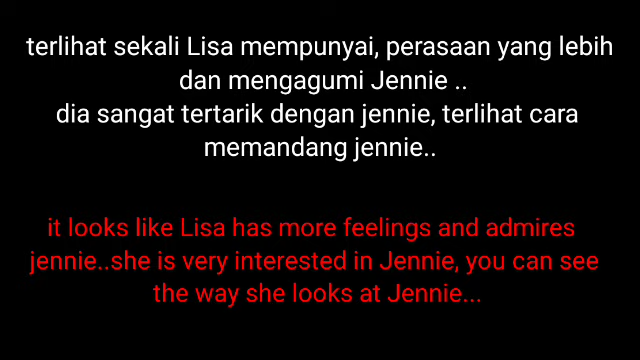 terlihat sekali Lisa mempunyai, perasaan yang lebih
dan mengagumi Jennie ..
dia sangat tertarik dengan jennie, terlihat cara
memandang jennie..
it looks like Lisa has more feelings and admires
jennie..she is very interested in Jennie, you can see
the way she looks at Jennie...